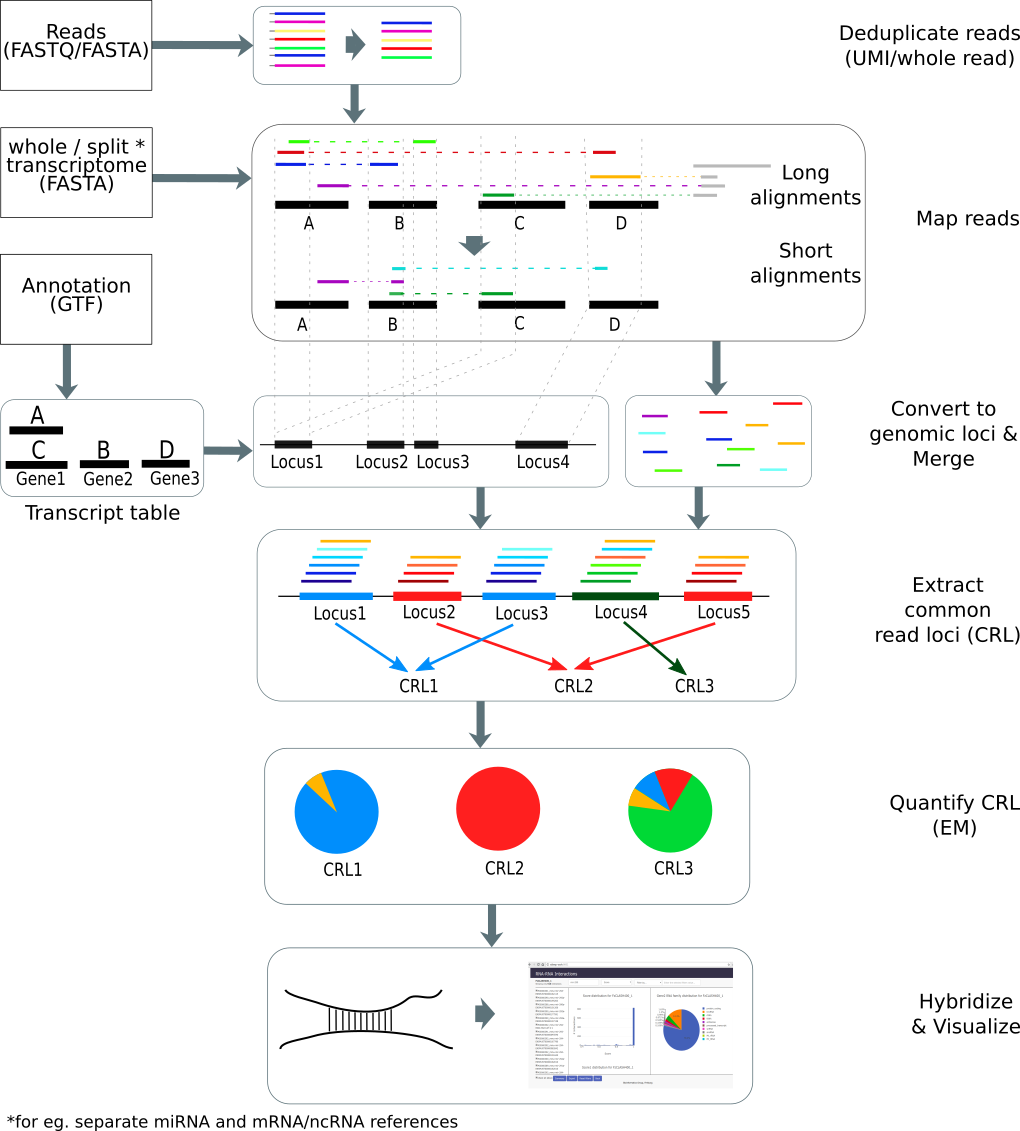 Reads
(FASTQ/FASTA)
Deduplicate reads
(UMI/whole read)
whole / split *
transcriptome
(FASTA)
Long
alignments
A B C D
Map reads
Short
alignments
A B C D
Annotation
(GTF)
A
C B D
Gene1 Gene2 Gene3
Transcript table
Locus1 Locus2 Locus3 Locus4
Convert to
genomic loci &
Merge
Locus1 Locus2 Locus3 Locus4 Locus5
CRL1 CRL2 CRL3
Extract
common
read loci (CRL)
CRL1 CRL2 CRL3
Quantify CRL
(EM)
RNA-RNA Interactions
Hybridize
& Visualize
*for eg. separate miRNA and mRNA/ncRNA references